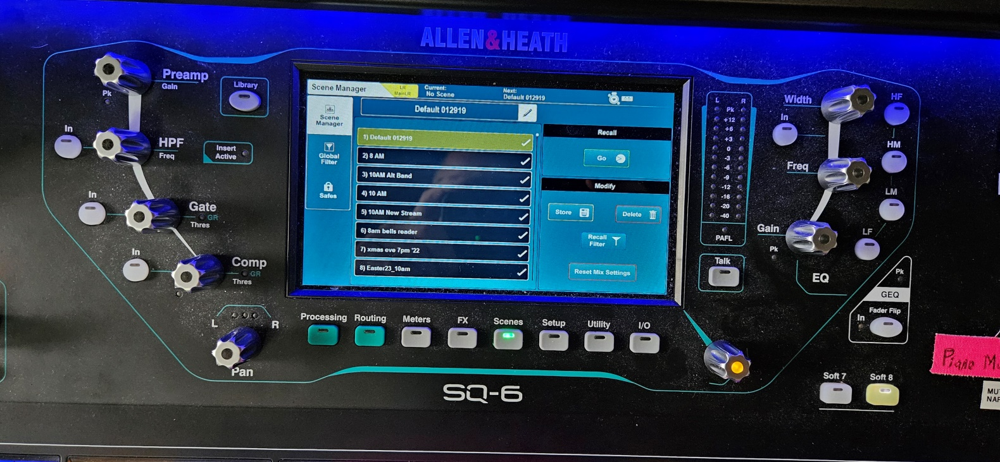 ALLEN&HEATH
Preamp
Gain
Pk
Library
In
HPF
Freq
Insert
Active
In
Gate
GR
Thres
In
Comp
GR
Thres
L
R
Pan
Scene Manager
LR
MainLR
Current:
No Scene
Next:
Default 012919
Scene
Manager
Global
Filter
Safes
Default 012919
1) Default 012919
2) 8 AM
3) 10AM Alt Band
4) 10 AM
5) 10AM New Stream
6) 8am bells reader
7) xmas eve 7pm '22
8) Easter23_10am
Recall
Go
Modify
Store
Delete
Recall
Filter
Reset Mix Settings
Processing
Routing
Meters
FX
Scenes
Setup
Utility
I/O
SQ-6
L
R
Pk
+12
+6
+3
0
-3
-6
-9
-12
-16
-20
-40
PAFL
Talk
Width
In
Freq
Gain
Pk
EQ
HF
HM
LM
LF
Pk
GEQ
Fader Flip
In
Soft 7
Soft 8
Piano